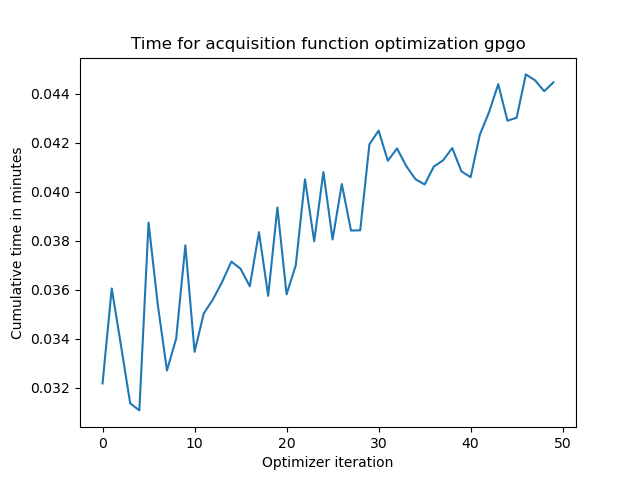 Time for acquisition function optimization gpgo
Cumulative time in minutes
0.044
0.042
0.040
0.038
0.036
0.034
0.032
0 10 20 30 40 50
Optimizer iteration